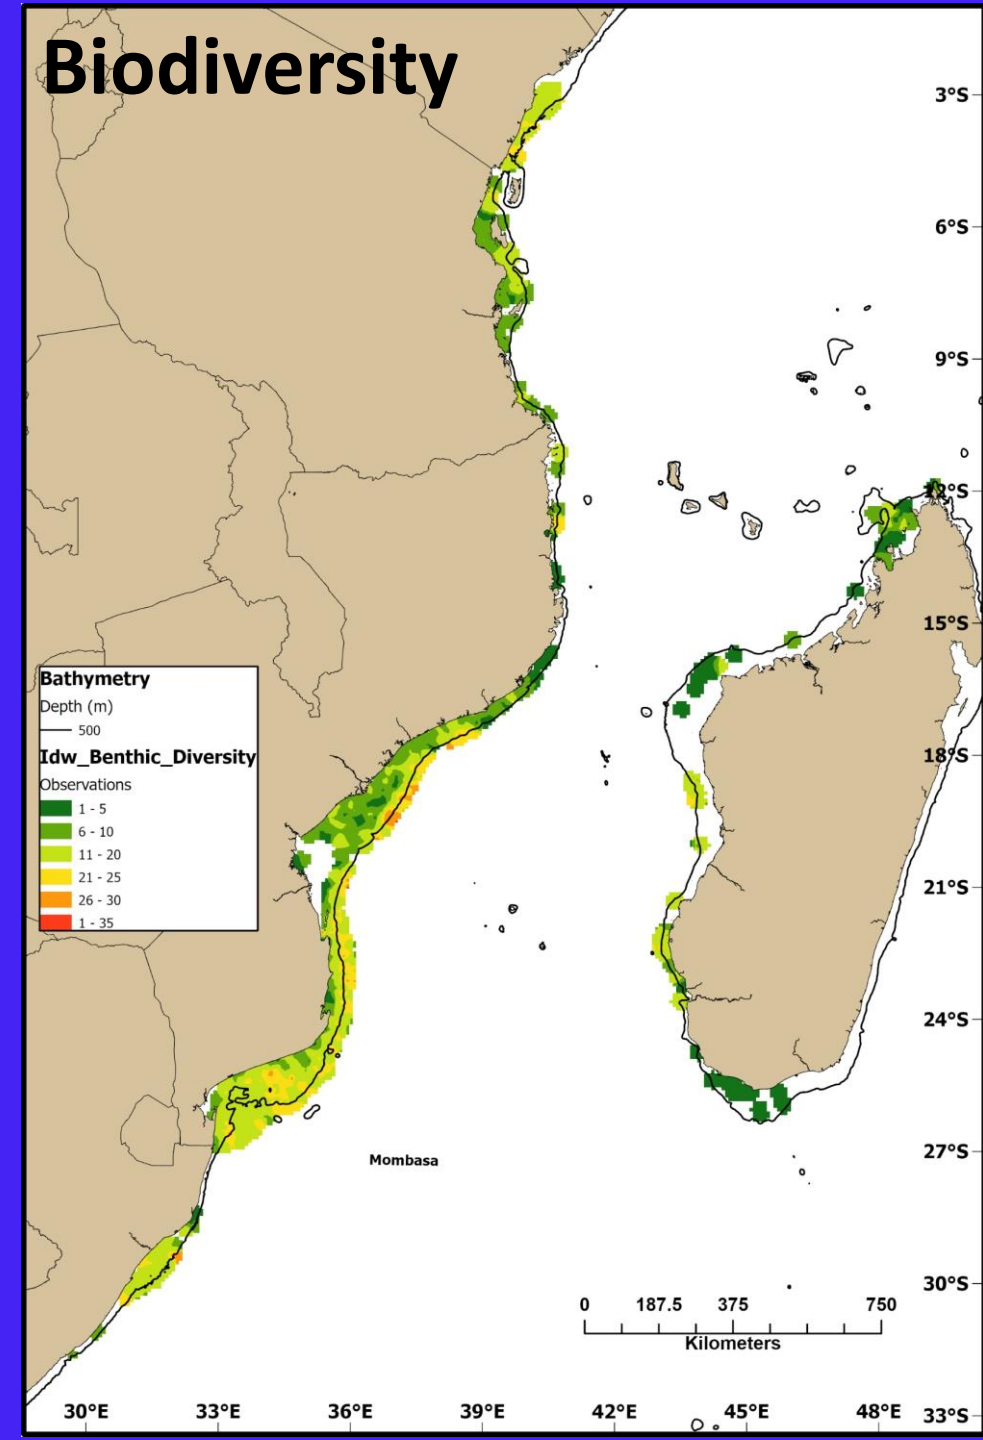 Biodiversity
3°S
6°S
9°S
12°S
15°S
18°S
21°S
24°S
27°S
30°S
33°S
Bathymetry
Depth (m)
500
Idw_Benthic_Diversity
Observations
1 - 5
6 - 10
11 - 20
21 - 25
26 - 30
1 - 35
Mombasa
0 187.5 375 750
Kilometers
30°E 33°E 36°E 39°E 42°E 45°E 48°E